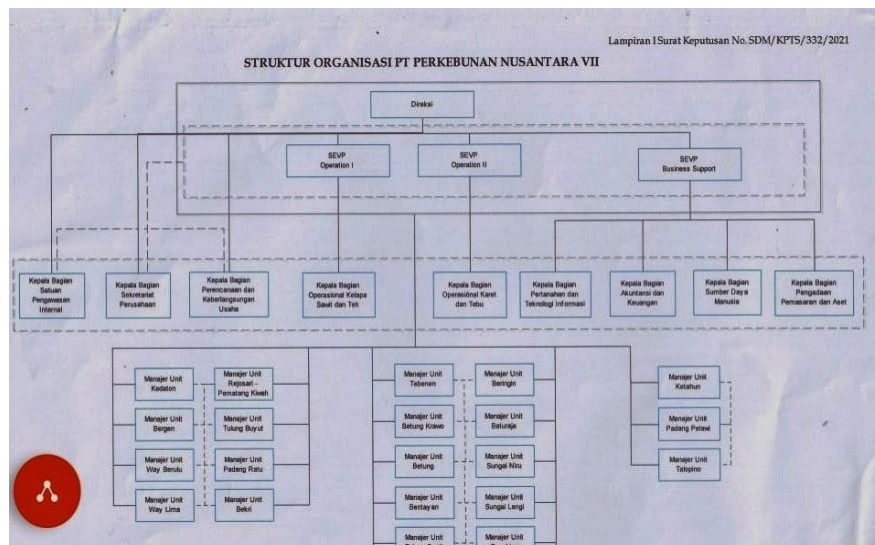 Lampiran I Surat Keputusan No. SDM/KPTS/332/2021
STRUKTUR ORGANISASI PT PERKEBUNAN NUSANTARA VII
Direksi
SEVP
Operation I
SEVP
Operation II
SEVP
Business Support
Kepala Bagian
Satuan
Pengawasan
Internal
Kepala Bagian
Sekretariat
Perusahaan
Kepala Bagian
Perencanaan dan
Keberlangsungan
Usaha
Kepala Bagian
Operasional Kelapa
Sawit dan Teh
Kepala Bagian
Operasional Karet
dan Tebu
Kepala Bagian
Pertanahan dan
Teknologi Informasi
Kepala Bagian
Akuntansi dan
Keuangan
Kepala Bagian
Sumber Daya
Manusia
Kepala Bagian
Pengadaan
Pemasaran dan Aset
Manajer Unit
Kedaton
Manajer Unit
Rejosari -
Pematang Kiwah
Manajer Unit
Tebenan
Manajer Unit
Beringin
Manajer Unit
Ketahun
Manajer Unit
Bergen
Manajer Unit
Tulung Buyut
Manajer Unit
Betung Krawo
Manajer Unit
Baturaja
Manajer Unit
Padang Pelawi
Manajer Unit
Way Berulu
Manajer Unit
Padang Ratu
Manajer Unit
Betung
Manajer Unit
Sungai Niru
Manajer Unit
Talopino
Manajer Unit
Way Lima
Manajer Unit
Bekri
Manajer Unit
Bentayan
Manajer Unit
Sungai Lengi
Manajer Unit
Manajer Unit